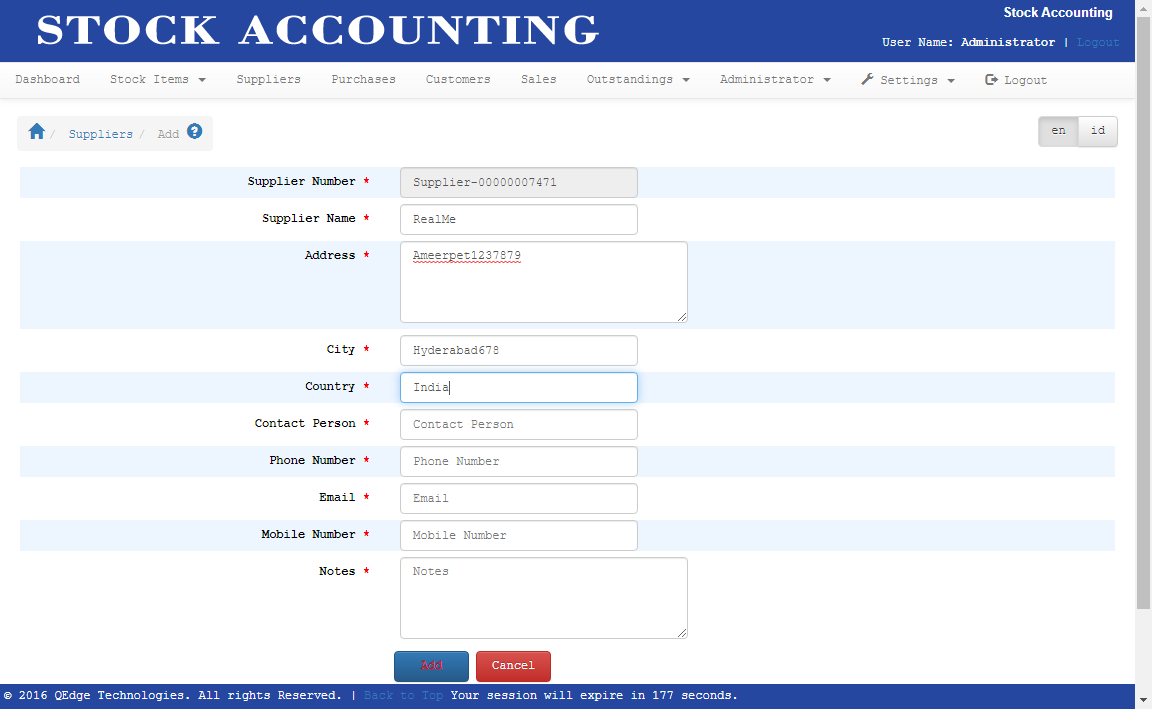 STOCK ACCOUNTING
Stock Accounting
User Name: Administrator | Logout
Dashboard Stock Items Suppliers Purchases Customers Sales Outstandings Administrator Settings Logout
/ Suppliers / Add ?
en id
Supplier Number * Supplier-00000007471
Supplier Name * RealMe
Address * Ameerpet1237879
City * Hyderabad678
Country * India
Contact Person * Contact Person
Phone Number * Phone Number
Email * Email
Mobile Number * Mobile Number
Notes * Notes
Add Cancel
© 2016 QEdge Technologies. All rights Reserved. | Back to Top Your session will expire in 177 seconds.